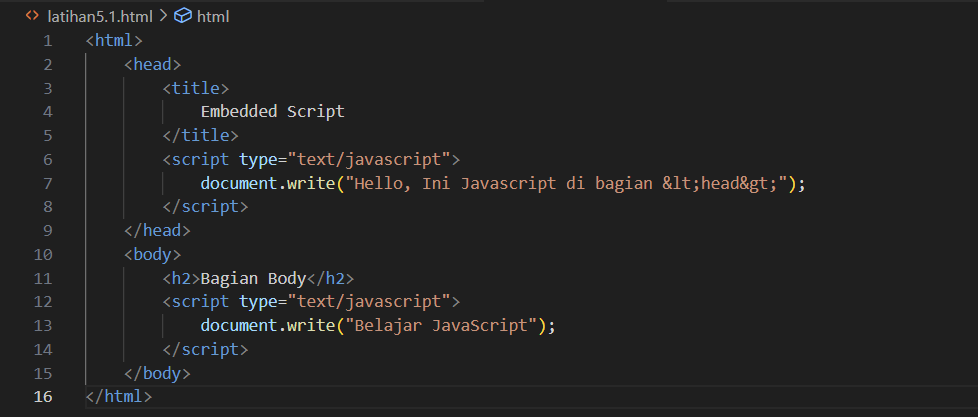 latihan5.1.html > html
1 <html>
2 <head>
3 <title>
4 Embedded Script
5 </title>
6 <script type="text/javascript">
7 document.write("Hello, Ini Javascript di bagian &lt;head&gt;");
8 </script>
9 </head>
10 <body>
11 <h2>Bagian Body</h2>
12 <script type="text/javascript">
13 document.write("Belajar JavaScript");
14 </script>
15 </body>
16 </html>